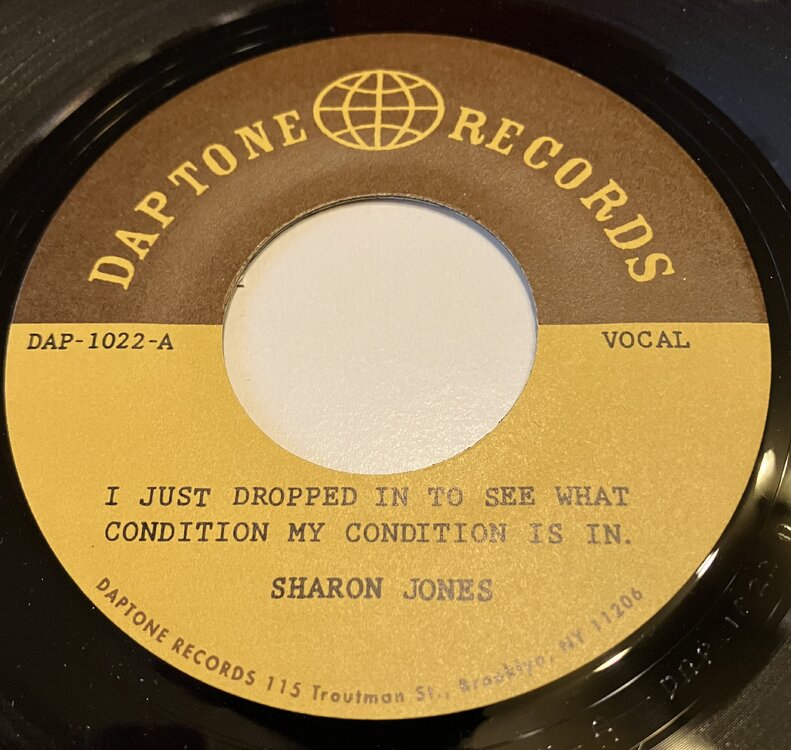 DAPTONE RECORDS
DAP-1022-A
VOCAL
I JUST DROPPED IN TO SEE WHAT
CONDITION MY CONDITION IS IN.
SHARON JONES
DAPTONE RECORDS 115 Troutman St., Brooklyn, NY 11206